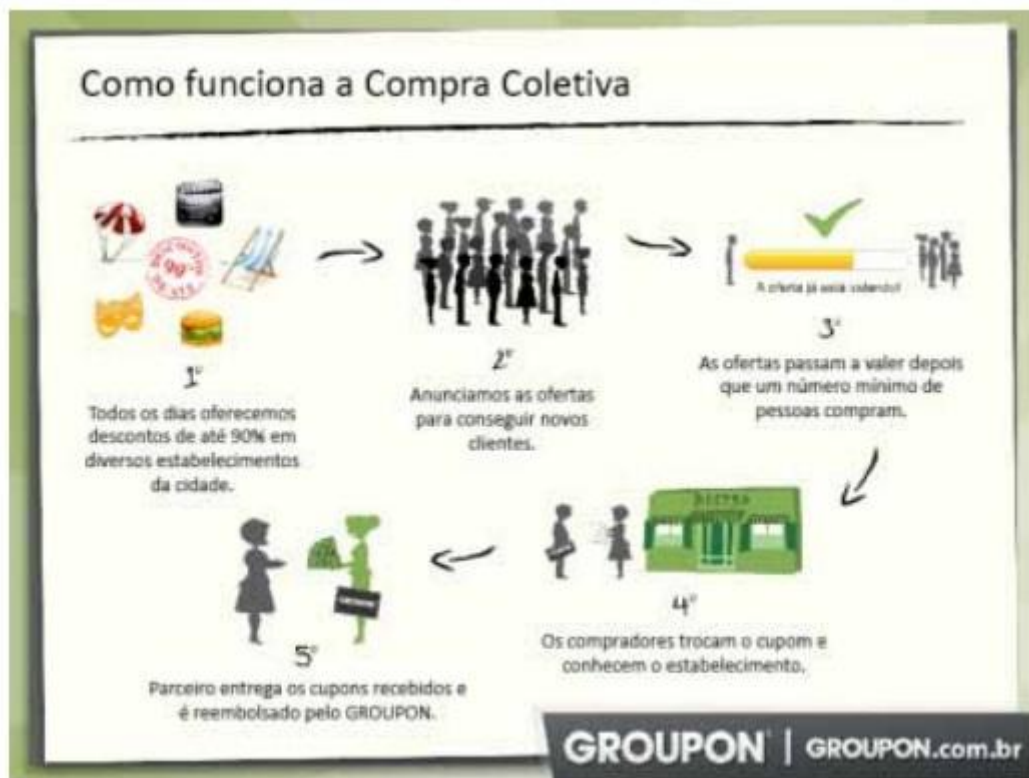 Como funciona a Compra Coletiva
1º
Todos os dias oferecemos
descontos de até 90% em
diversos estabelecimentos
da cidade.
2º
Anunciamos as ofertas
para conseguir novos
clientes.
A oferta já está valendo!
3º
As ofertas passam a valer depois
que um número mínimo de
pessoas compram.
4º
Os compradores trocam o cupom e
conhecem o estabelecimento.
5º
Parceiro entrega os cupons recebidos e
é reembolsado pelo GROUPON.
GROUPON | GROUPON.com.br